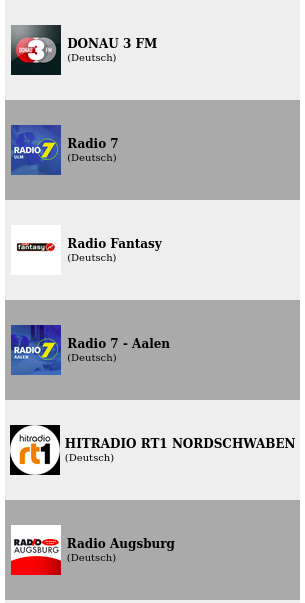 DONAU 3 FM
DONAU 3 FM
(Deutsch)
RADIO 7
ULM
Radio 7
(Deutsch)
fantasy
Radio Fantasy
(Deutsch)
RADIO 7
AALEN
Radio 7 - Aalen
(Deutsch)
hitradio
rt1
HITRADIO RT1 NORDSCHWABEN
(Deutsch)
RADIO
AUGSBURG
Radio Augsburg
(Deutsch)